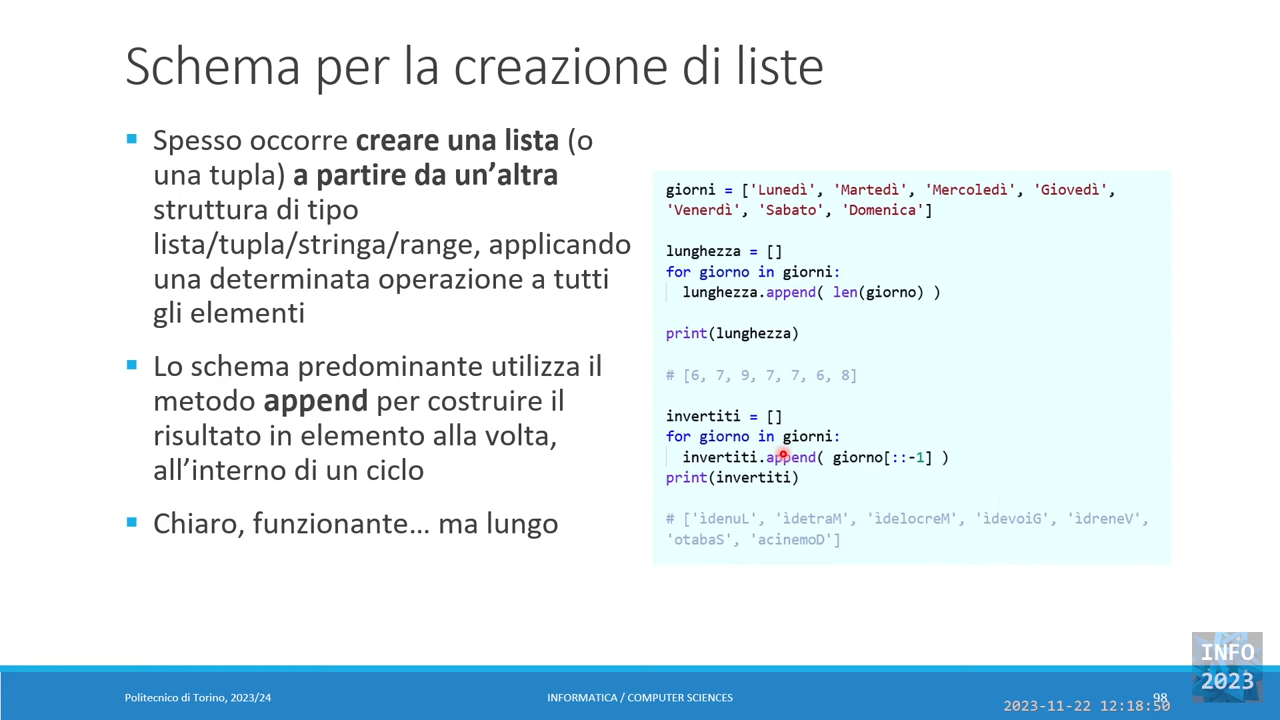 Schema per la creazione di liste
▪ Spesso occorre creare una lista (o
una tupla) a partire da un'altra
struttura di tipo
lista/tupla/stringa/range, applicando
una determinata operazione a tutti
gli elementi
▪ Lo schema predominante utilizza il
metodo append per costruire il
risultato in elemento alla volta,
all'interno di un ciclo
▪ Chiaro, funzionante… ma lungo
giorni = ['Lunedì', 'Martedì', 'Mercoledì', 'Giovedì',
'Venerdì', 'Sabato', 'Domenica']
lunghezza = []
for giorno in giorni:
lunghezza.append( len(giorno) )
print(lunghezza)
# [6, 7, 9, 7, 7, 6, 8]
invertiti = []
for giorno in giorni:
invertiti.append( giorno[::-1] )
print(invertiti)
# ['ìdenuL', 'ìdetraM', 'ìdelocreM', 'ìdevoiG', 'ìdreneV',
'otabaS', 'acinemoD']
Politecnico di Torino, 2023/24
INFORMATICA / COMPUTER SCIENCES
98
INFO
2023
2023-11-22 12:18:50